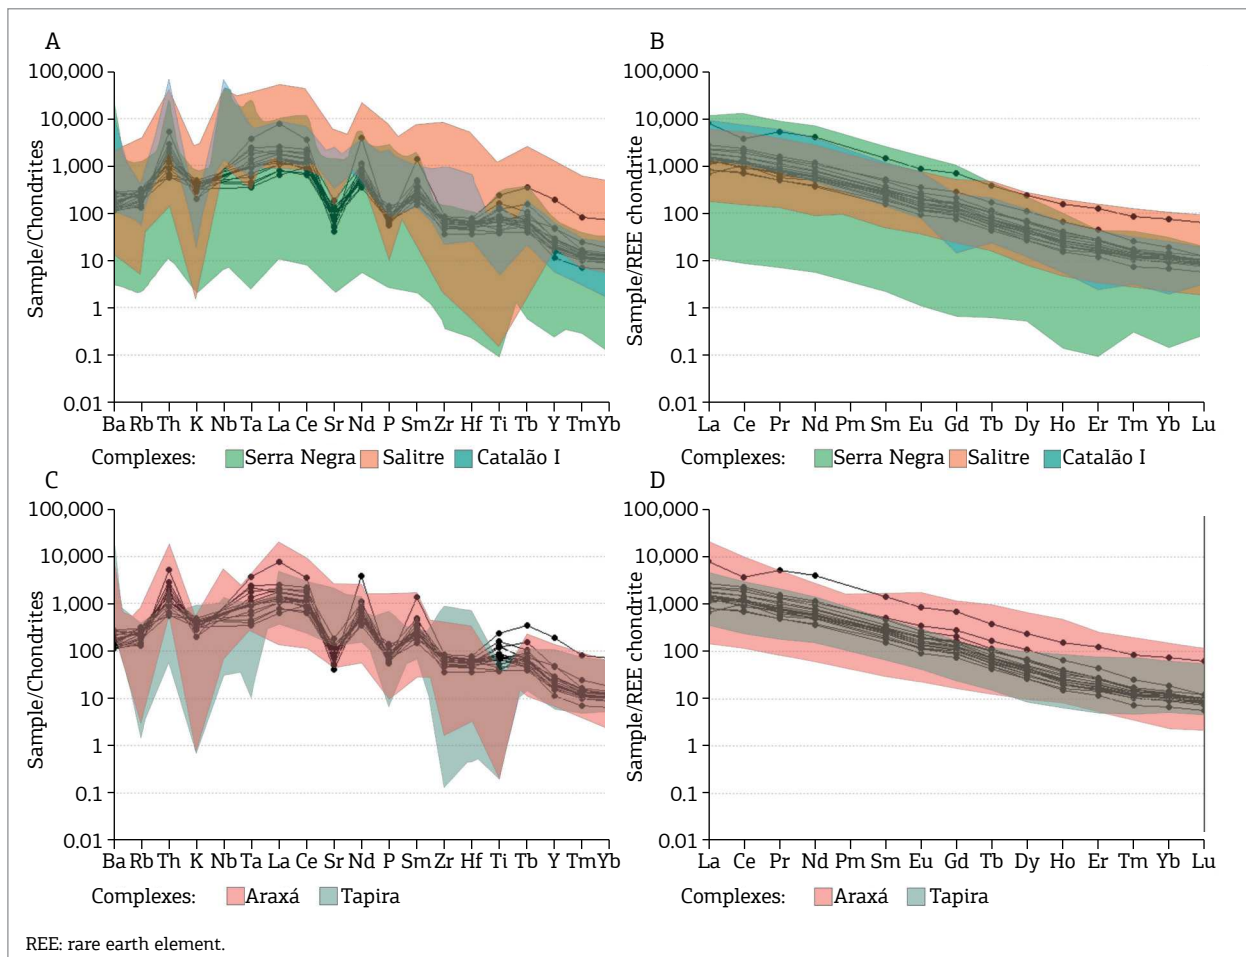 A
Sample/Chondrites
100,000
10,000
1,000
100
10
1
0.1
0.01
Ba Rb Th K Nb Ta La Ce Sr Nd P Sm Zr Hf Ti Tb Y Tm Yb
Complexes: Serra Negra Salitre Catalão I
B
Sample/REE chondrite
100,000
10,000
1,000
100
10
1
0.1
0.01
La Ce Pr Nd Pm Sm Eu Gd Tb Dy Ho Er Tm Yb Lu
Complexes: Serra Negra Salitre Catalão I
C
Sample/Chondrites
100,000
10,000
1,000
100
10
1
0.1
0.01
Ba Rb Th K Nb Ta La Ce Sr Nd P Sm Zr Hf Ti Tb Y Tm Yb
Complexes: Araxá Tapira
D
Sample/REE chondrite
100,000
10,000
1,000
100
10
1
0.1
0.01
La Ce Pr Nd Pm Sm Eu Gd Tb Dy Ho Er Tm Yb Lu
Complexes: Araxá Tapira
REE: rare earth element.